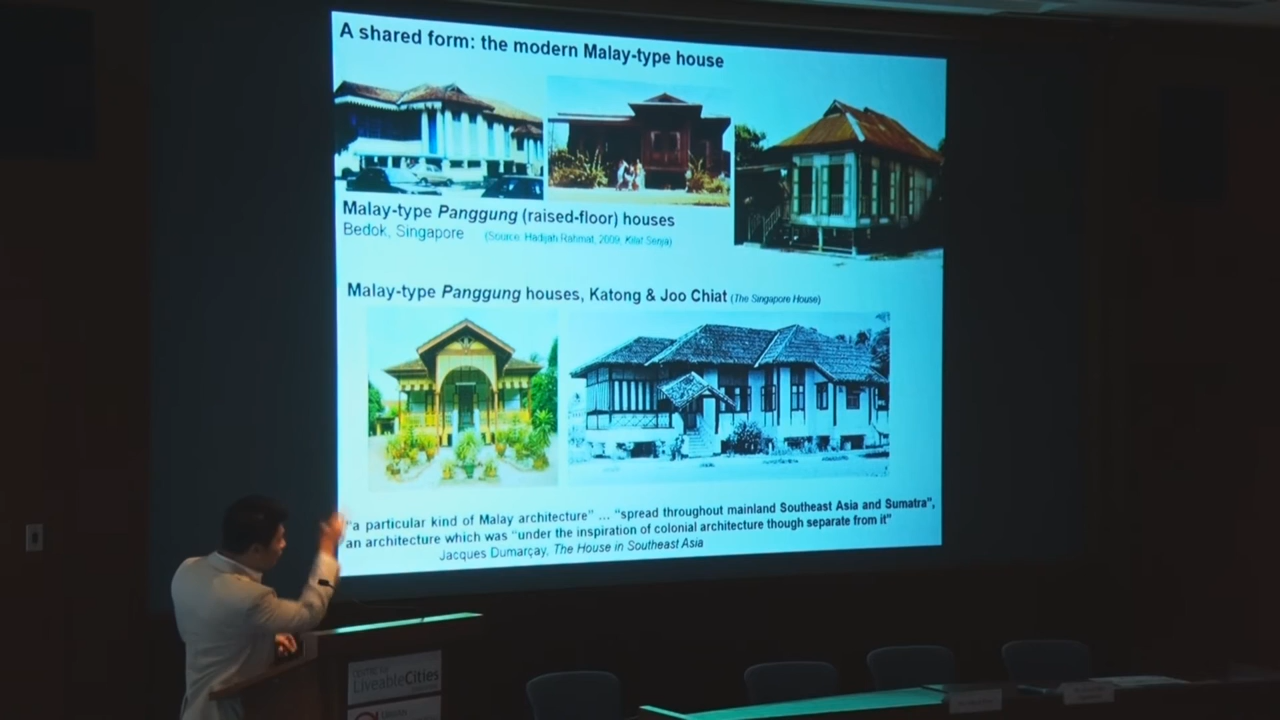 A shared form: the modern Malay-type house
Malay-type Panggung (raised-floor) houses
Bedok, Singapore (Source: Hadijah Rahmat, 2009, Kilat Senja)
Malay-type Panggung houses, Katong & Joo Chiat (The Singapore House)
"a particular kind of Malay architecture" ... "spread throughout mainland Southeast Asia and Sumatra",
an architecture which was "under the inspiration of colonial architecture though separate from it"
Jacques Dumarçay, The House in Southeast Asia
CENTRE
LiveableCities